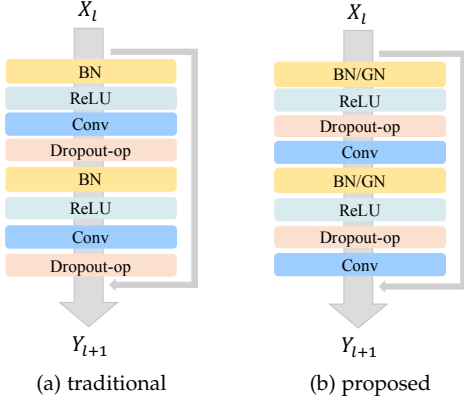 X_l
BN
ReLU
Conv
Dropout-op
BN
ReLU
Conv
Dropout-op
Y_{l+1}
(a) traditional
X_l
BN/GN
ReLU
Dropout-op
Conv
BN/GN
ReLU
Dropout-op
Conv
Y_{l+1}
(b) proposed